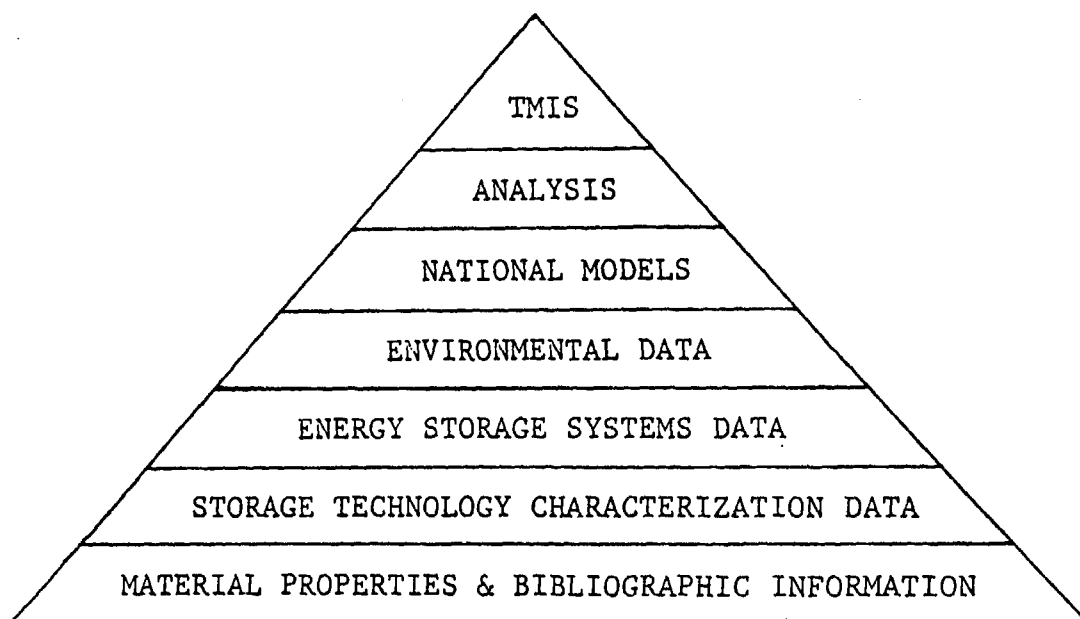 TMIS
ANALYSIS
NATIONAL MODELS
ENVIRONMENTAL DATA
ENERGY STORAGE SYSTEMS DATA
STORAGE TECHNOLOGY CHARACTERIZATION DATA
MATERIAL PROPERTIES & BIBLIOGRAPHIC INFORMATION